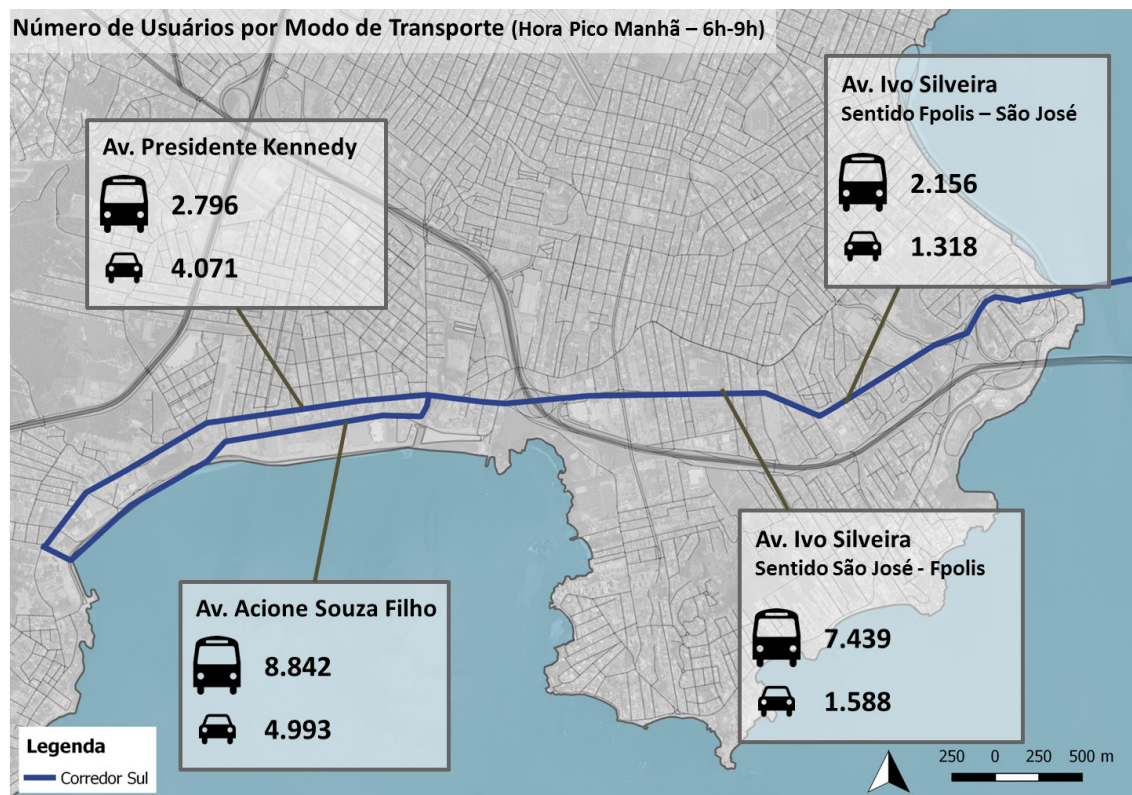 Número de Usuários por Modo de Transporte (Hora Pico Manhã – 6h-9h)
Av. Ivo Silveira
Sentido Fpolis – São José
2.156
1.318
Av. Presidente Kennedy
2.796
4.071
Av. Ivo Silveira
Sentido São José - Fpolis
7.439
1.588
Av. Acione Souza Filho
8.842
4.993
Legenda
Corredor Sul
250 0 250 500 m